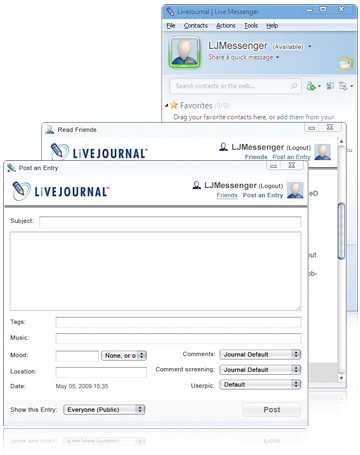 LiveJournal | Live Messenger
File Contacts Actions Tools Help
LJMessenger (Available)
Share a quick message
Search contacts or the web...
Favorites (0/0)
Drag your favorite contacts here, or add them from your
Read Friends
LiVEJOURNAL™
LJMessenger (Logout)
Friends Post an Entry
Post an Entry
LiVEJOURNAL™
LJMessenger (Logout)
Friends Post an Entry
Subject:
Tags:
Music:
Mood: None, or o
Comments: Journal Default
Location:
Comment screening: Journal Default
Date: May 05, 2009 15:35
Userpic: Default
Show this Entry: Everyone (Public)
Post